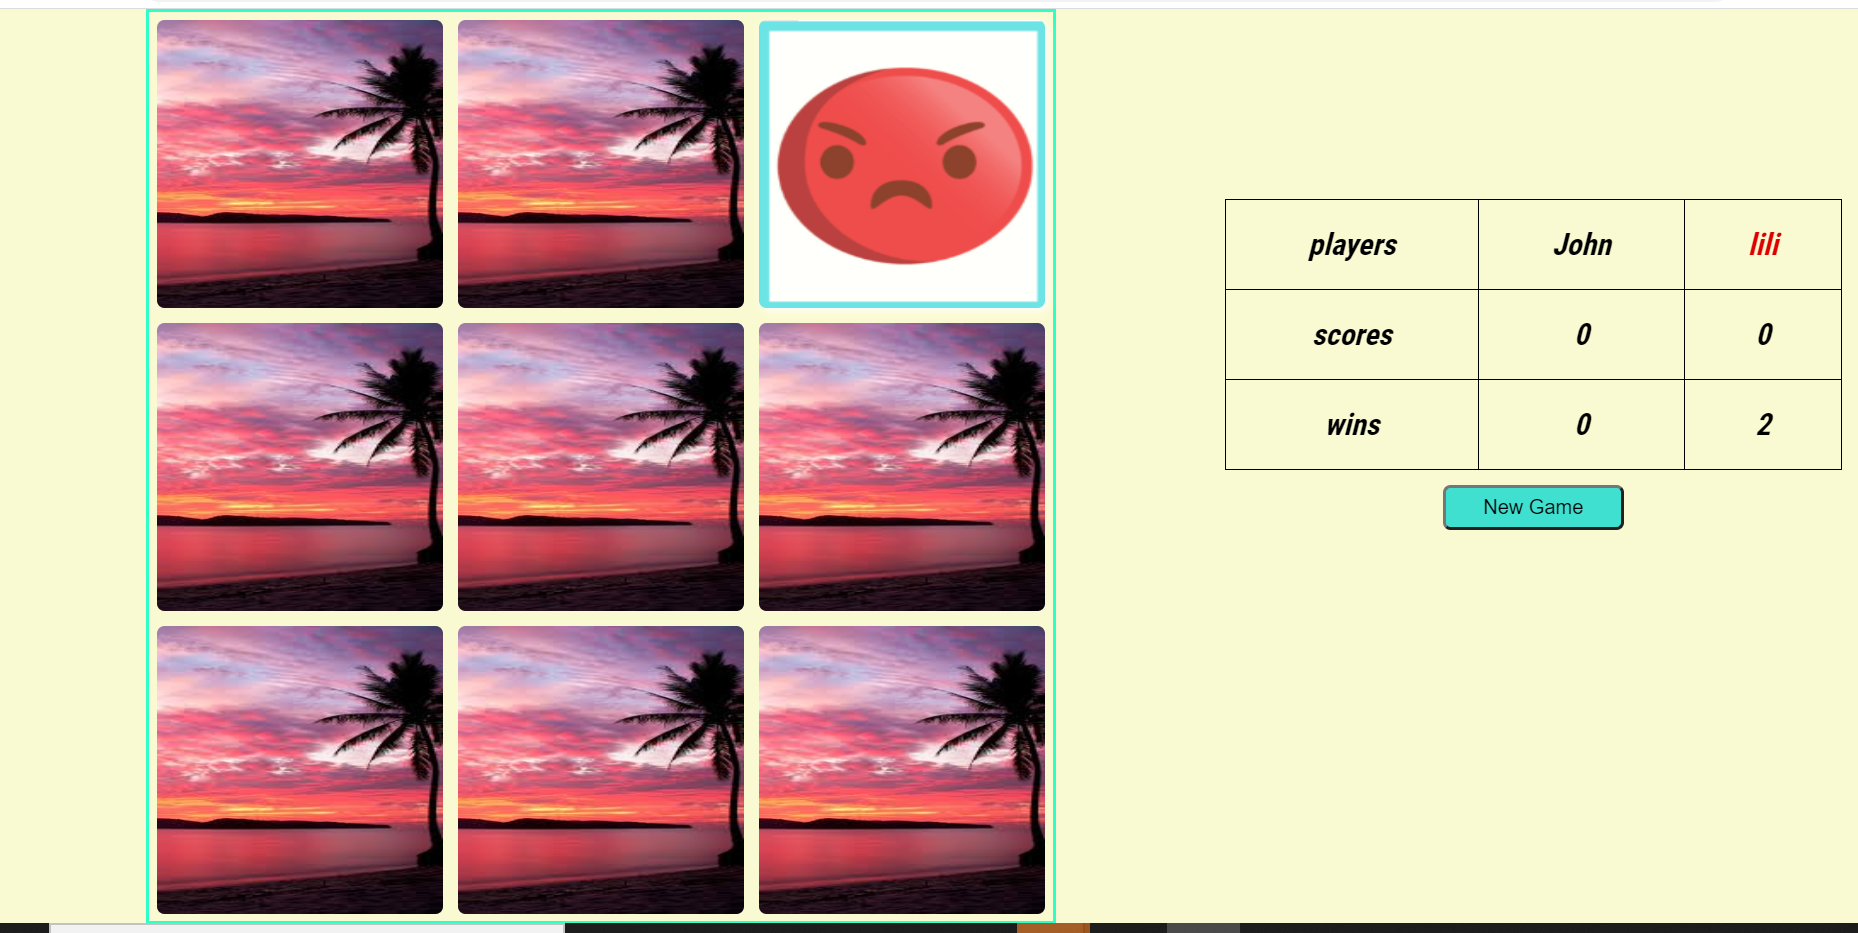 players John lili
scores 0 0
wins 0 2
New Game